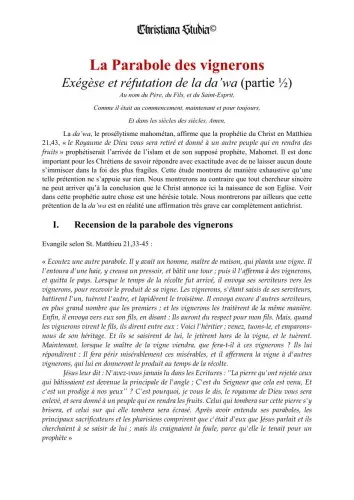 Christiana Studia©
La Parabole des vignerons
Exégèse et réfutation de la da’wa (partie ½)
Au nom du Père, du Fils, et du Saint-Esprit,
Comme il était au commencement, maintenant et pour toujours,
Et dans les siècles des siècles. Amen,
La da’wa, le prosélytisme mahométan, affirme que la prophétie du Christ en Matthieu
21,43, « le Royaume de Dieu vous sera retiré et donné à un autre peuple qui en rendra des
fruits » prophétiserait l’arrivée de l’islam et de son supposé prophète, Mahomet. Il est donc
important pour les Chrétiens de savoir répondre avec exactitude avec de ne laisser aucun doute
s’immiscer dans la foi des plus fragiles. Cette étude montrera de manière exhaustive qu’une
telle prétention ne s’appuie sur rien. Nous montrerons au contraire que tout chercheur sincère
ne peut arriver qu’à la conclusion que le Christ annonce ici la naissance de son Eglise. Voir
dans cette prophétie autre chose est une hérésie totale. Nous montrerons par ailleurs que cette
prétention de la da’wa est en réalité une affirmation très grave car complètement antichrist.
I. Recension de la parabole des vignerons
Evangile selon St. Matthieu 21,33-45 :
« Ecoutez une autre parabole. Il y avait un homme, maître de maison, qui planta une vigne. Il
l’entoura d’une haie, y creusa un pressoir, et bâtit une tour ; puis il l’afferma à des vignerons,
et quitta le pays. Lorsque le temps de la récolte fut arrivé, il envoya ses serviteurs vers les
vignerons, pour recevoir le produit de sa vigne. Les vignerons, s’étant saisis de ses serviteurs,
battirent l’un, tuèrent l’autre, et lapidèrent le troisième. Il envoya encore d’autres serviteurs,
en plus grand nombre que les premiers ; et les vignerons les traitèrent de la même manière.
Enfin, il envoya vers eux son fils, en disant : Ils auront du respect pour mon fils. Mais, quand
les vignerons virent le fils, ils dirent entre eux : Voici l’héritier ; venez, tuons-le, et emparons-
nous de son héritage. Et ils se saisirent de lui, le jetèrent hors de la vigne, et le tuèrent.
Maintenant, lorsque le maître de la vigne viendra, que fera-t-il à ces vignerons ? Ils lui
répondirent : Il fera périr misérablement ces misérables, et il affermera la vigne à d’autres
vignerons, qui lui en donneront le produit au temps de la récolte.
Jésus leur dit : N’avez-vous jamais lu dans les Ecritures : ‘’La pierre qu’ont rejetée ceux
qui bâtissaient est devenue la principale de l’angle ; C’est du Seigneur que cela est venu, Et
c’est un prodige à nos yeux’’ ? C’est pourquoi, je vous le dis, le royaume de Dieu vous sera
enlevé, et sera donné à un peuple qui en rendra les fruits. Celui qui tombera sur cette pierre s’y
brisera, et celui sur qui elle tombera sera écrasé. Après avoir entendu ses paraboles, les
principaux sacrificateurs et les pharisiens comprirent que c’était d’eux que Jésus parlait et ils
cherchaient à se saisir de lui ; mais ils craignaient la foule, parce qu’elle le tenait pour un
prophète »